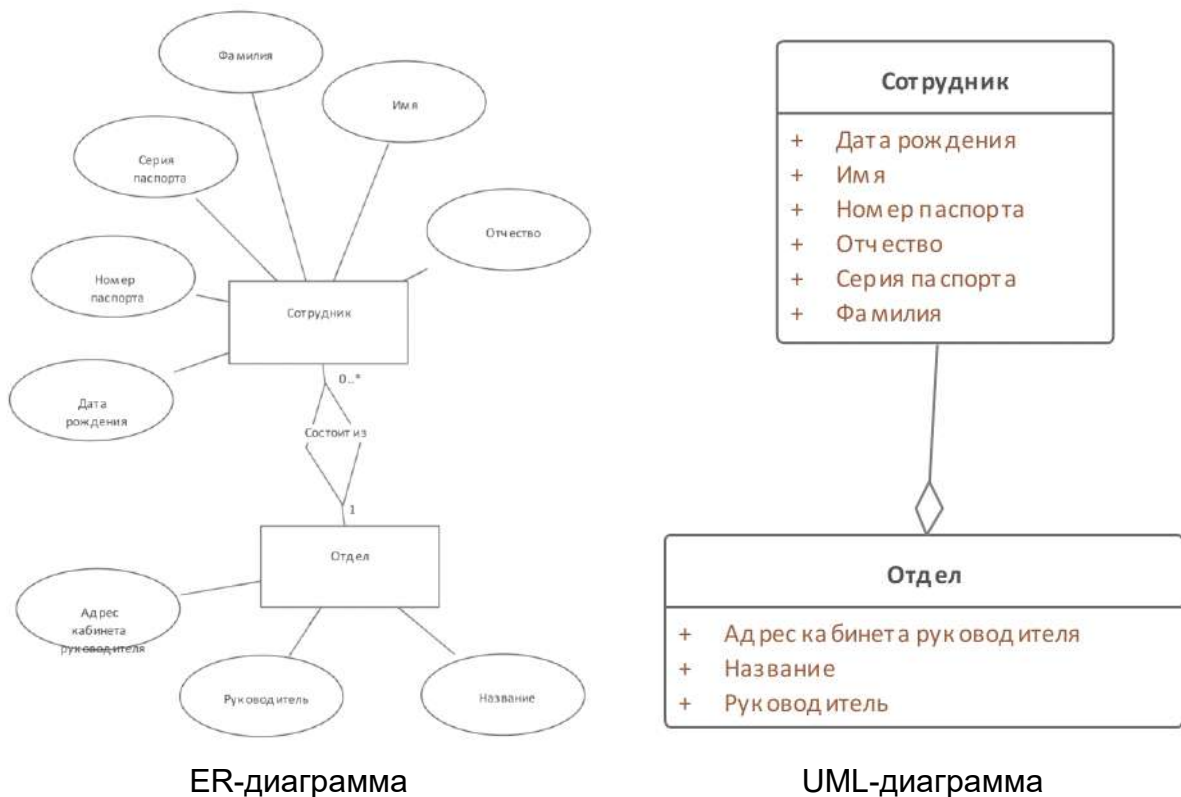 Фамилия
Имя
Серия
паспорта
Отчество
Номер
паспорта
Сотрудник
Дата
рождения
0..*
Состоит из
1
Отдел
Адрес
кабинета
руководителя
Руководитель
Название
ER-диаграмма
Сотрудник
+ Дата рождения
+ Имя
+ Номер паспорта
+ Отчество
+ Серия паспорта
+ Фамилия
Отдел
+ Адрес кабинета руководителя
+ Название
+ Руководитель
UML-диаграмма